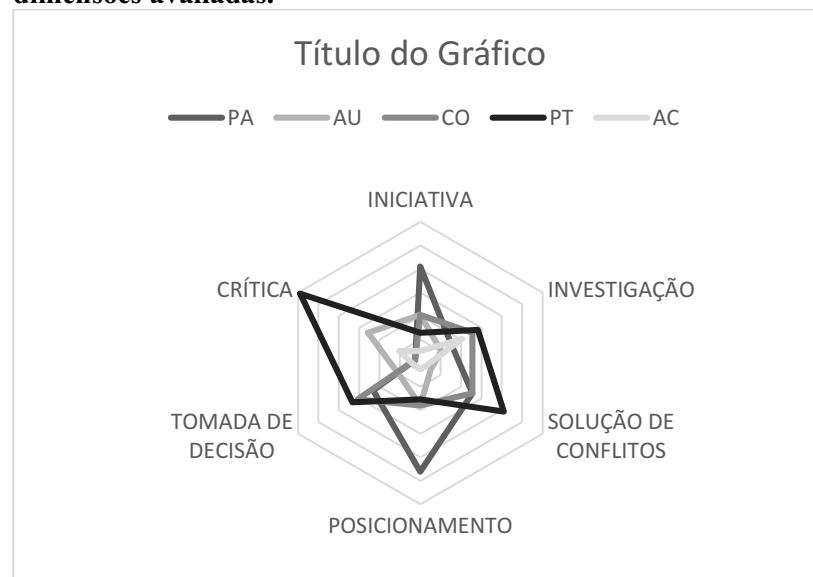 dimensões avaliadas.
Título do Gráfico
PA AU CO PT AC
INICIATIVA
CRÍTICA
INVESTIGAÇÃO
TOMADA DE
DECISÃO
SOLUÇÃO DE
CONFLITOS
POSICIONAMENTO